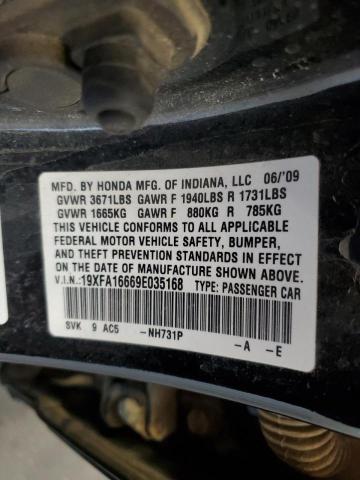 MFD. BY HONDA MFG. OF INDIANA, LLC 06/'09
GVWR 3671LBS GAWR F 1940LBS R 1731LBS
GVWR 1665KG GAWR F 880KG R 785KG
THIS VEHICLE CONFORMS TO ALL APPLICABLE
FEDERAL MOTOR VEHICLE SAFETY, BUMPER,
AND THEFT PREVENTION STANDARDS IN EFFECT
ON THE DATE OF MANUFACTURE SHOWN ABOVE.
V.I.N.:19XFA16669E035168 TYPE: PASSENGER CAR
SVK 9 AC5 -NH731P -A -E